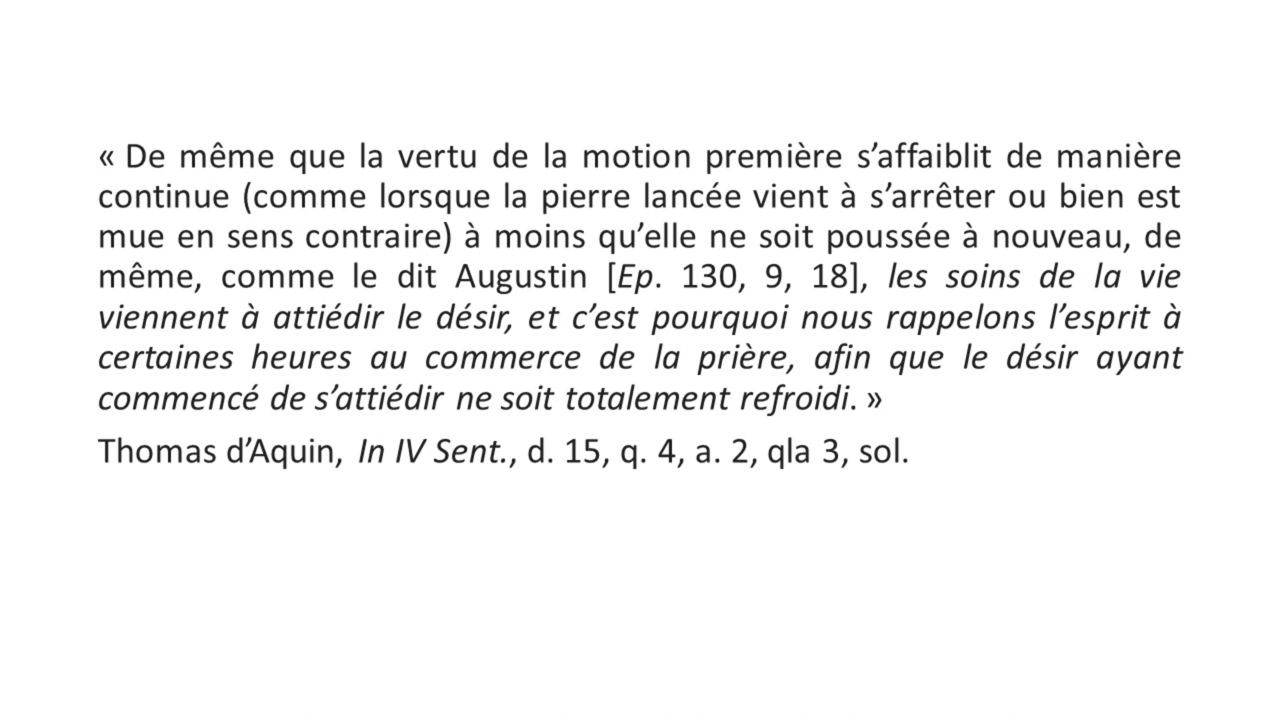 « De même que la vertu de la motion première s’affaiblit de manière
continue (comme lorsque la pierre lancée vient à s’arrêter ou bien est
mue en sens contraire) à moins qu’elle ne soit poussée à nouveau, de
même, comme le dit Augustin [Ep. 130, 9, 18], les soins de la vie
viennent à attiédir le désir, et c’est pourquoi nous rappelons l’esprit à
certaines heures au commerce de la prière, afin que le désir ayant
commencé de s’attiédir ne soit totalement refroidi. »
Thomas d’Aquin, In IV Sent., d. 15, q. 4, a. 2, qla 3, sol.